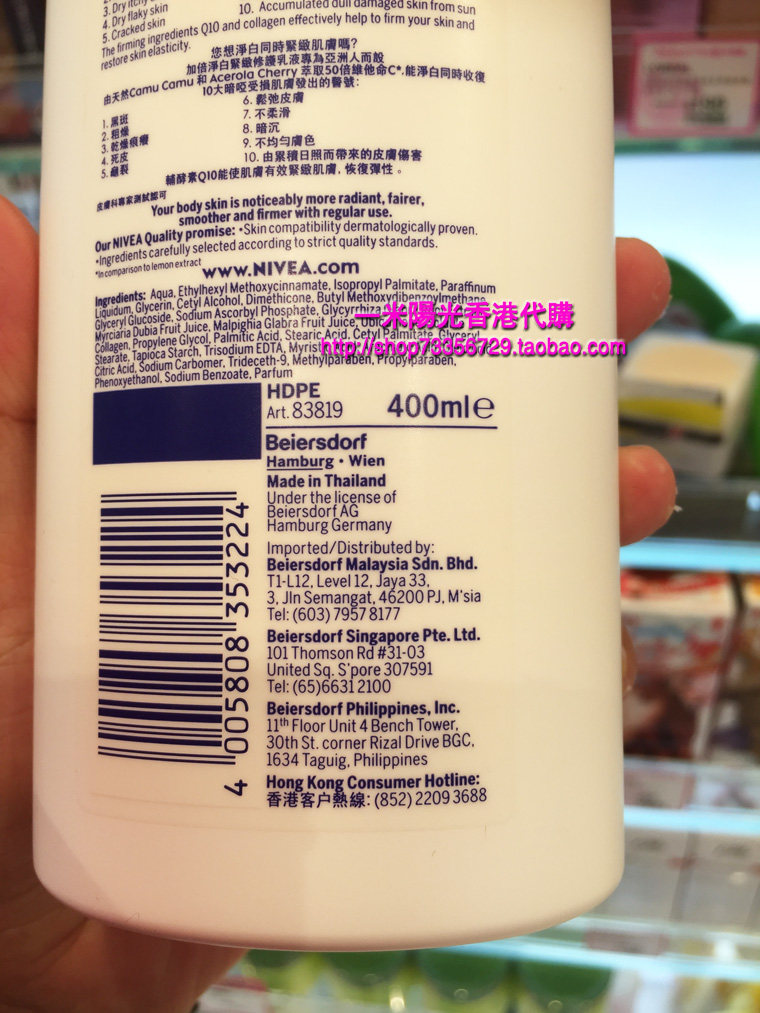 3. Dry itchy
4. Dry flaky skin
5. Cracked skin
10. Accumulated dull damaged skin from sun
The firming ingredients Q10 and collagen effectively help to firm your skin and
restore skin elasticity.
您想淨白同時緊緻肌膚嗎?
加倍淨白緊緻修護乳液專為亞洲人而設
由天然Camu Camu 和 Acerola Cherry 萃取50倍維他命C*,能淨白同時收復
10大暗啞受損肌膚發出的警號:
1. 黑斑
2. 粗燥
3. 乾燥痕癢
4. 死皮
5. 龜裂
6. 鬆弛皮膚
7. 不柔滑
8. 暗沉
9. 不均勻膚色
10. 由累積日照而帶來的皮膚傷害
輔酵素Q10能使肌膚有效緊緻肌膚, 恢復彈性。
皮膚科專家測試認可
Your body skin is noticeably more radiant, fairer,
smoother and firmer with regular use.
Our NIVEA Quality promise: •Skin compatibility dermatologically proven.
•Ingredients carefully selected according to strict quality standards.
*In comparison to lemon extract
www.NIVEA.com
Ingredients: Aqua, Ethylhexyl Methoxycinnamate, Isopropyl Palmitate, Paraffinum
Liquidum, Glycerin, Cetyl Alcohol, Dimethicone, Butyl Methoxydibenzoylmethane,
Glyceryl Glucoside, Sodium Ascorbyl Phosphate, Glycyrrhiza
Myrciaria Dubia Fruit Juice, Malpighia Glabra Fruit Juice,
Collagen, Propylene Glycol, Palmitic Acid, Stearic Acid, Cetyl Palmitate, Glyceryl
Stearate, Tapioca Starch, Trisodium EDTA,
Citric Acid, Sodium Carbomer, Trideceth-9, Methylparaben, Propylparaben,
Phenoxyethanol, Sodium Benzoate, Parfum
一米陽光香港代購
http://shop73356729.taobao.com
HDPE
Art. 83819
400ml e
Beiersdorf
Hamburg • Wien
Made in Thailand
Under the license of
Beiersdorf AG
Hamburg Germany
Imported/Distributed by:
Beiersdorf Malaysia Sdn. Bhd.
T1-L12, Level 12, Jaya 33,
3, Jln Semangat, 46200 PJ, M'sia
Tel: (603) 7957 8177
Beiersdorf Singapore Pte. Ltd.
101 Thomson Rd #31-03
United Sq. S'pore 307591
Tel: (65)6631 2100
Beiersdorf Philippines, Inc.
11th Floor Unit 4 Bench Tower,
30th St. corner Rizal Drive BGC,
1634 Taguig, Philippines
Hong Kong Consumer Hotline:
香港客户熱線: (852) 2209 3688
4 005808 353224